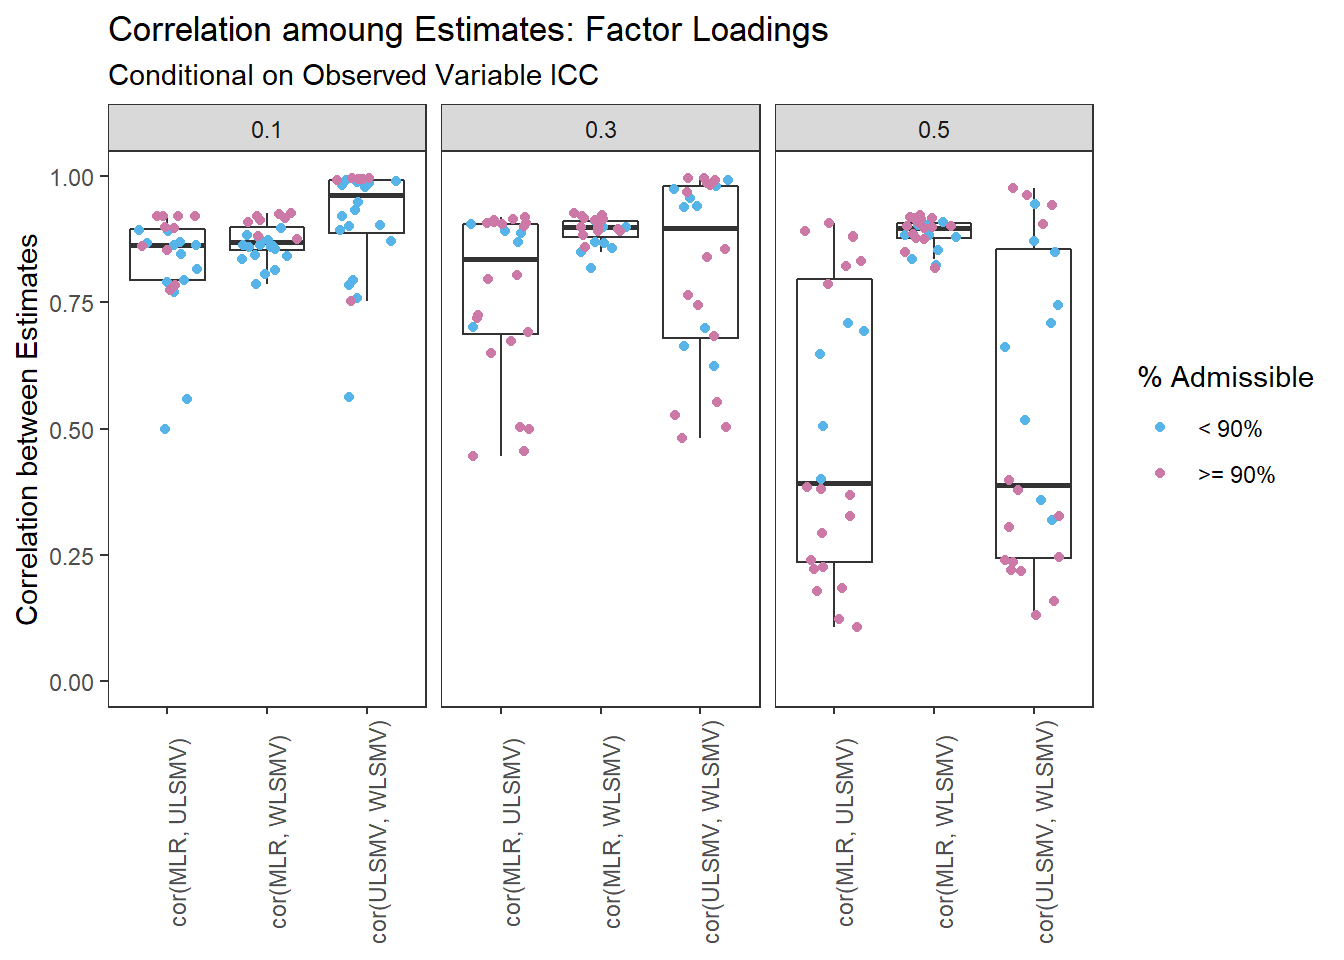 Correlation amoung Estimates: Factor Loadings
Conditional on Observed Variable ICC
0.1
0.3
0.5
Correlation between Estimates
1.00
0.75
0.50
0.25
0.00
cor(MLR, ULSMV)
cor(MLR, WLSMV)
cor(ULSMV, WLSMV)
cor(MLR, ULSMV)
cor(MLR, WLSMV)
cor(ULSMV, WLSMV)
cor(MLR, ULSMV)
cor(MLR, WLSMV)
cor(ULSMV, WLSMV)
% Admissible
< 90%
>= 90%